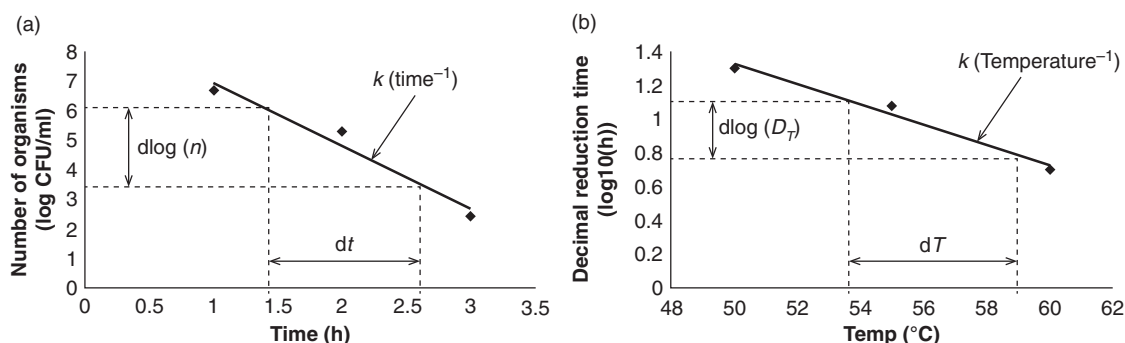 (a)
8
7
6
5
4
3
2
1
0
Number of organisms
(log CFU/ml)
k (time⁻¹)
dlog (n)
dt
0 0.5 1 1.5 2 2.5 3 3.5
Time (h)
(b)
1.4
1.2
1
0.8
0.6
0.4
0.2
0
Decimal reduction time
(log10(h))
k (Temperature⁻¹)
dlog (D_T)
dT
48 50 52 54 56 58 60 62
Temp (°C)